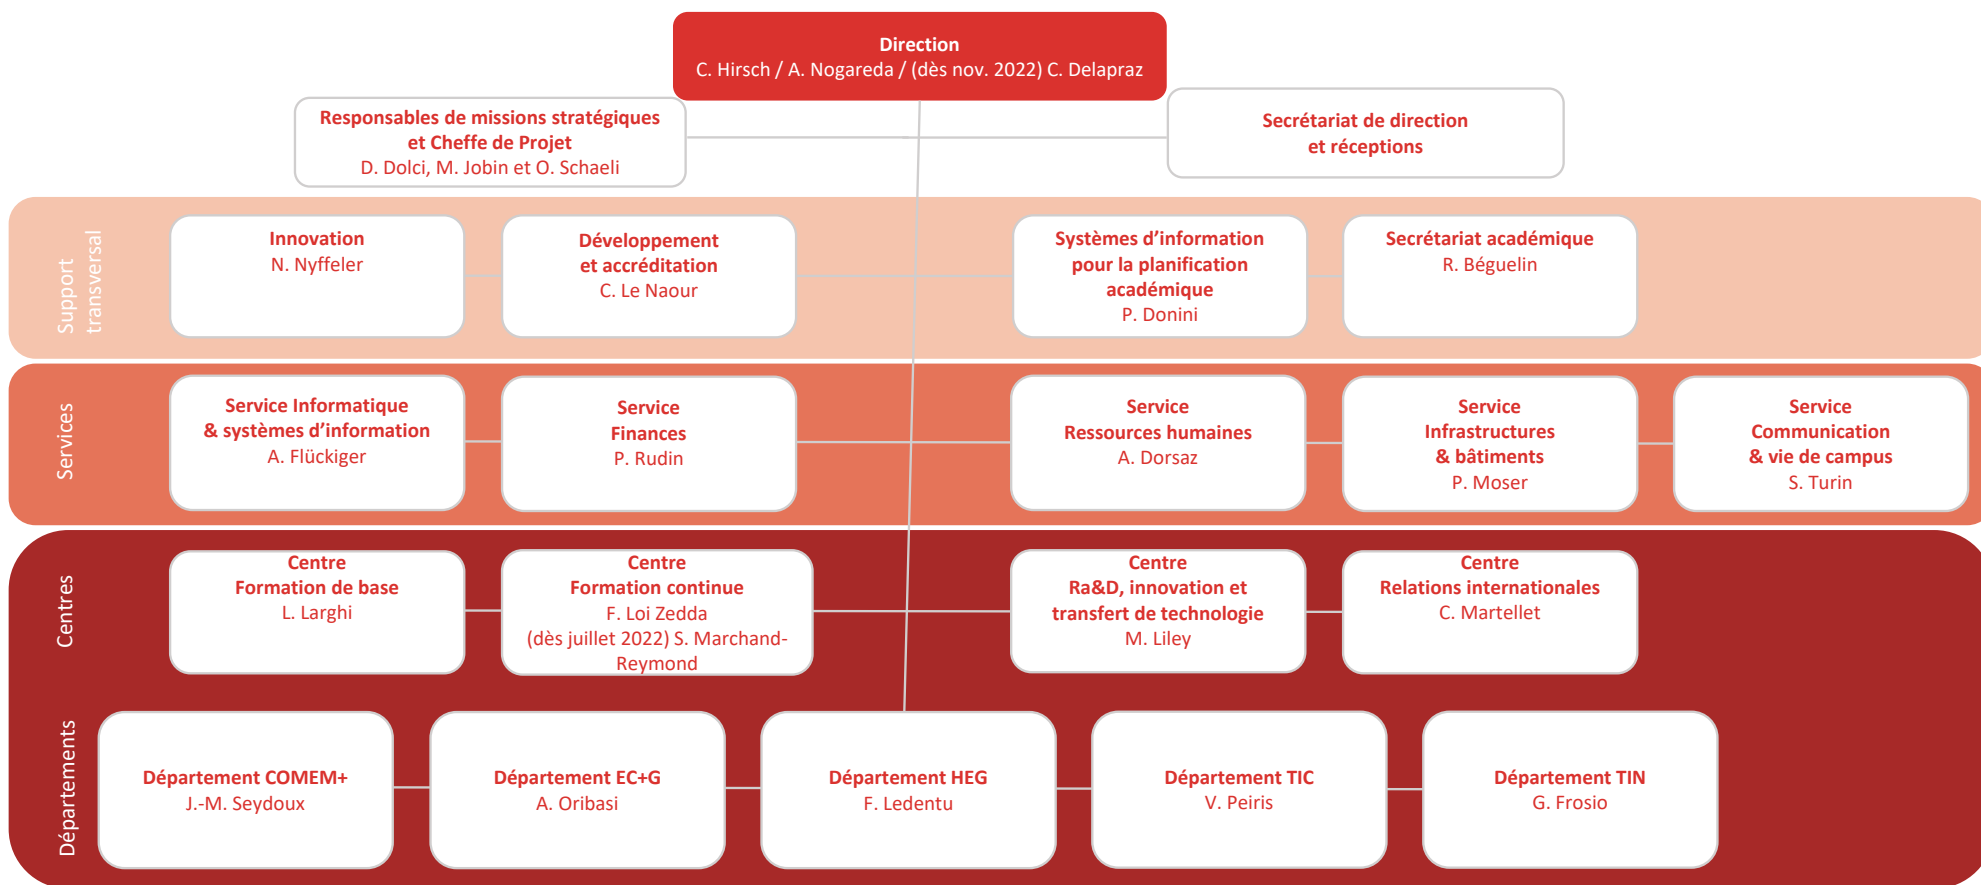 Direction
C. Hirsch / A. Nogareda / (dès nov. 2022) C. Delapraz
Responsables de missions stratégiques
et Cheffe de Projet
D. Dolci, M. Jobin et O. Schaeli
Secrétariat de direction
et réceptions
Support
transversal
Innovation
N. Nyffeler
Développement
et accréditation
C. Le Naour
Systèmes d’information
pour la planification
académique
P. Donini
Secrétariat académique
R. Béguelin
Services
Service Informatique
& systèmes d’information
A. Flückiger
Service
Finances
P. Rudin
Service
Ressources humaines
A. Dorsaz
Service
Infrastructures
& bâtiments
P. Moser
Service
Communication
& vie de campus
S. Turin
Centres
Centre
Formation de base
L. Larghi
Centre
Formation continue
F. Loi Zedda
(dès juillet 2022) S. Marchand-
Reymond
Centre
Ra&D, innovation et
transfert de technologie
M. Liley
Centre
Relations internationales
C. Martellet
Départements
Département COMEM+
J.-M. Seydoux
Département EC+G
A. Oribasi
Département HEG
F. Ledentu
Département TIC
V. Peiris
Département TIN
G. Frosio